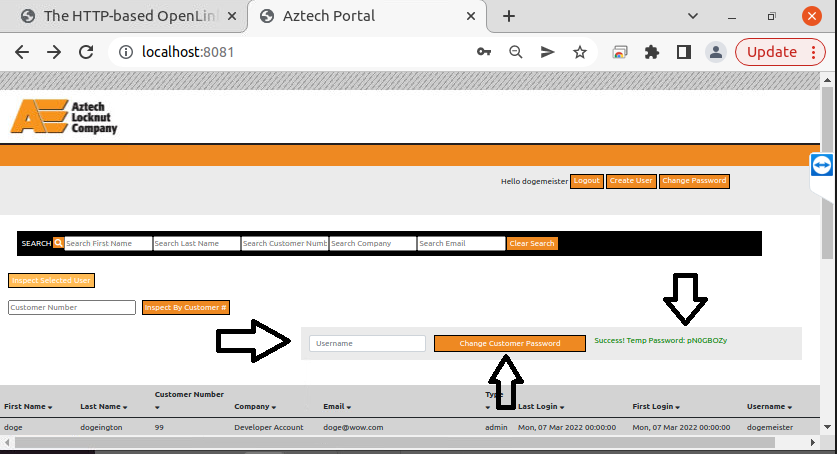 The HTTP-based OpenLin
Aztech Portal
localhost:8081
Update
AE Aztech
Locknut
Company
Hello dogemeister Logout Create User Change Password
SEARCH Search First Name Search Last Name Search Customer Numb Search Company Search Email Clear Search
Inspect Selected User
Customer Number Inspect By Customer #
Username Change Customer Password Success! Temp Password: pN0GBOZy
First Name Last Name Customer Number Company Email Type Last Login First Login Username
doge dogeington 99 Developer Account doge@wow.com admin Mon, 07 Mar 2022 00:00:00 Mon, 07 Mar 2022 00:00:00 dogemeister